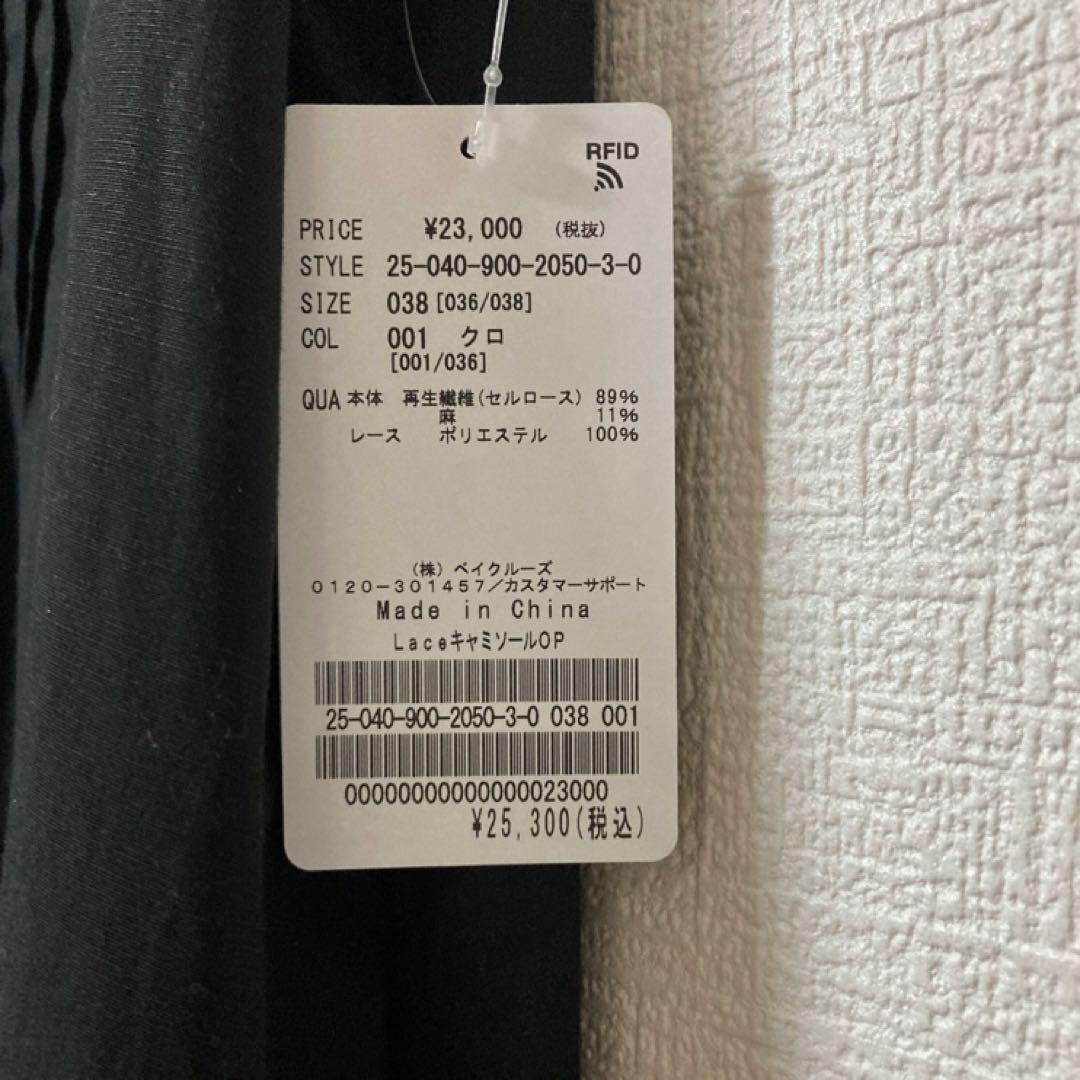 RFID
PRICE ¥23,000 (税抜)
STYLE 25-040-900-2050-3-0
SIZE 038 [036/038]
COL 001 クロ
[001/036]
QUA 本体 再生繊維(セルロース) 89%
麻 11%
レース ポリエステル 100%
(株) ベイクルーズ
0120-301457/カスタマーサポート
Made in China
LaceキャミソールOP
25-040-900-2050-3-0 038 001
00000000000000023000
¥25,300(税込)